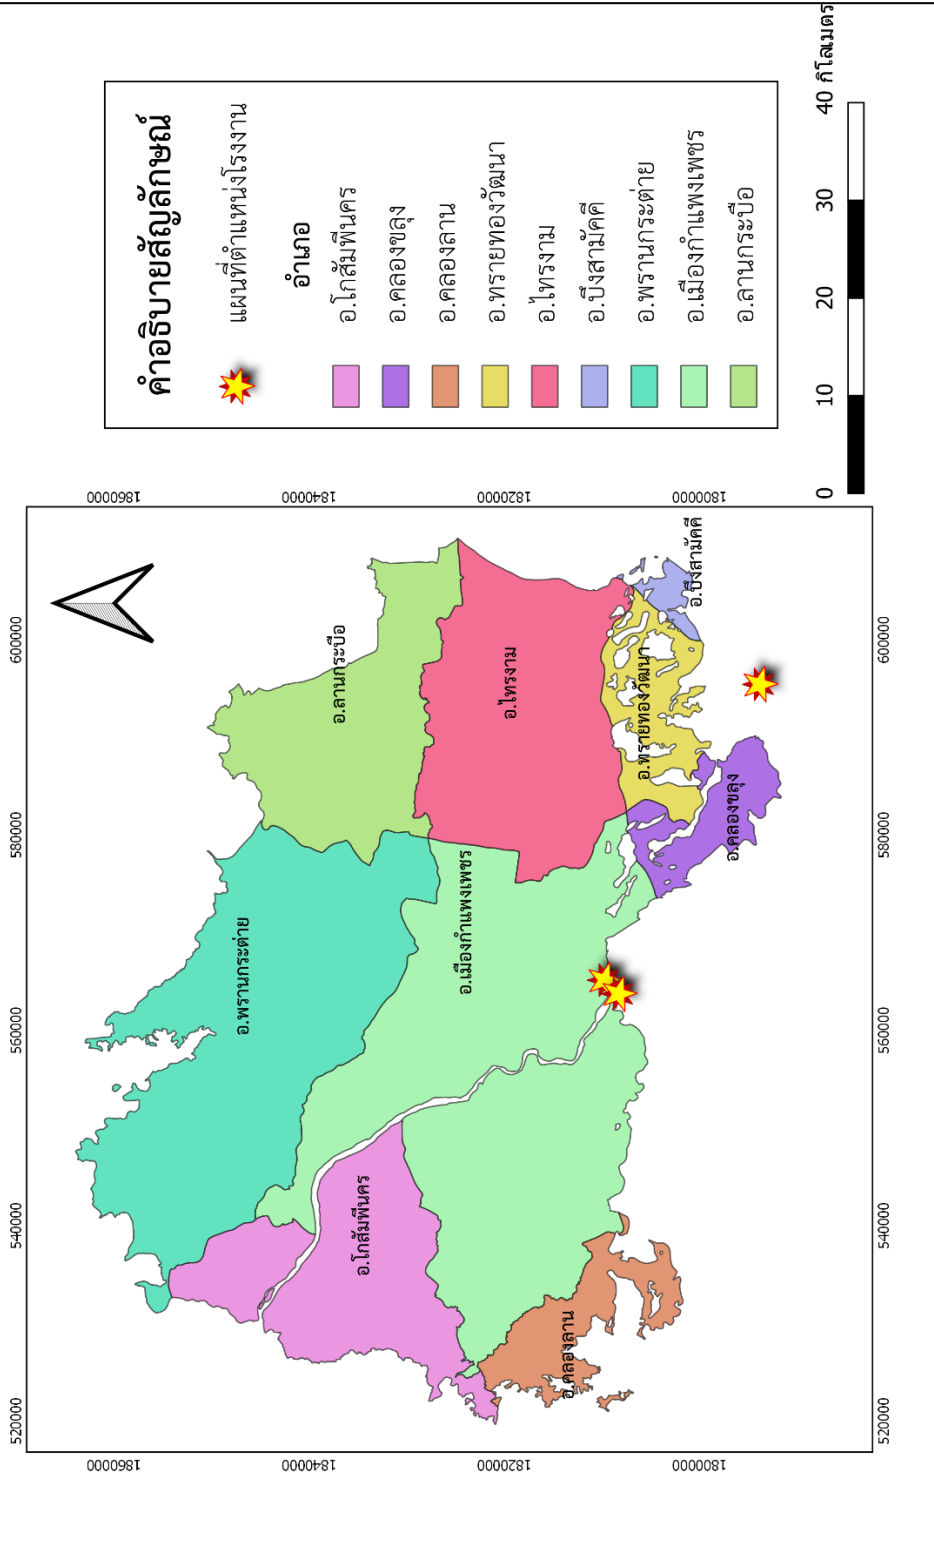 คำอธิบายสัญลักษณ์
แผนที่ตำแหน่งโรงงาน
อำเภอ
อ.โกสัมพีนคร
อ.คลองขลุง
อ.คลองลาน
อ.ทรายทองวัฒนา
อ.ไทรงาม
อ.บึงสามัคคี
อ.พรานกระต่าย
อ.เมืองกำแพงเพชร
อ.ลานกระบือ
0 10 20 30 40 กิโลเมตร
520000 540000 560000 580000 600000
1860000 1860000
1840000 1840000
1820000 1820000
1800000 1800000
อ.พรานกระต่าย
อ.ลานกระบือ
อ.โกสัมพีนคร
อ.เมืองกำแพงเพชร
อ.ไทรงาม
อ.คลองลาน
อ.ทรายทองวัฒนา
อ.บึงสามัคคี
อ.คลองขลุง
520000 540000 560000 580000 600000